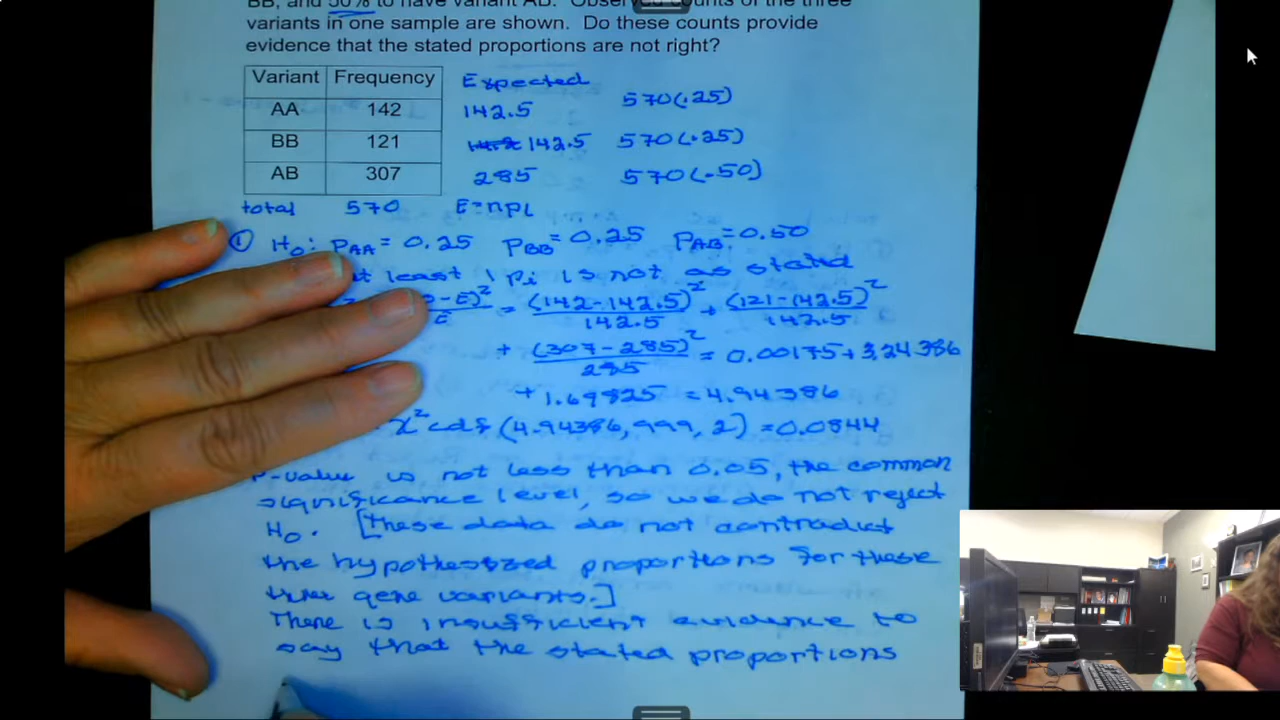 BB, and 50% to have variant AB. Observed counts of the three
variants in one sample are shown. Do these counts provide
evidence that the stated proportions are not right?
Variant Frequency Expected
AA 142 142.5 570(.25)
BB 121 142.5 570(.25)
AB 307 285 570(.50)
total 570 E=npi
① H₀: pAA = 0.25 pBB = 0.25 pAB = 0.50
least 1 pi is not as stated
E)² / E = (142-142.5)² / 142.5 + (121-142.5)² / 142.5
+ (307-285)² / 285 = 0.00175 + 3.24386
+ 1.69825 = 4.94386
χ²cdf (4.94386, 999, 2) = 0.0844
P-value is not less than 0.05, the common
significance level, so we do not reject
H₀. [These data do not contradict
the hypothesized proportions for these
three gene variants.]
There is insufficient evidence to
say that the stated proportions